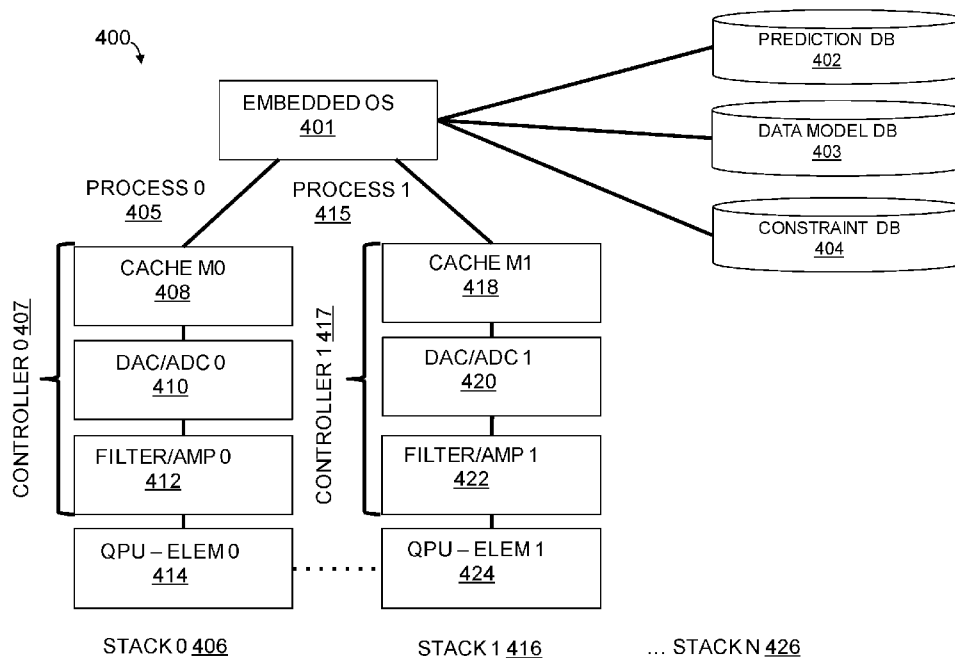 400
EMBEDDED OS
401
PREDICTION DB
402
DATA MODEL DB
403
CONSTRAINT DB
404
PROCESS 0
405
PROCESS 1
415
CONTROLLER 0 407
CACHE M0
408
DAC/ADC 0
410
FILTER/AMP 0
412
QPU – ELEM 0
414
CONTROLLER 1 417
CACHE M1
418
DAC/ADC 1
420
FILTER/AMP 1
422
QPU – ELEM 1
424
STACK 0 406
STACK 1 416
... STACK N 426